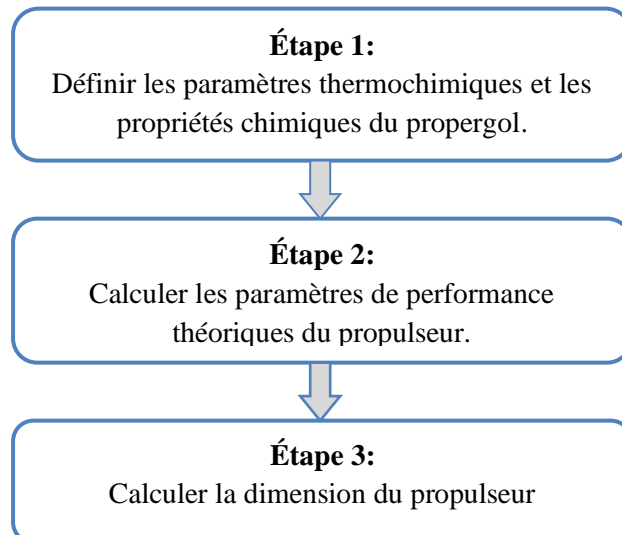 Étape 1:
Définir les paramètres thermochimiques et les
propriétés chimiques du propergol.
Étape 2:
Calculer les paramètres de performance
théoriques du propulseur.
Étape 3:
Calculer la dimension du propulseur